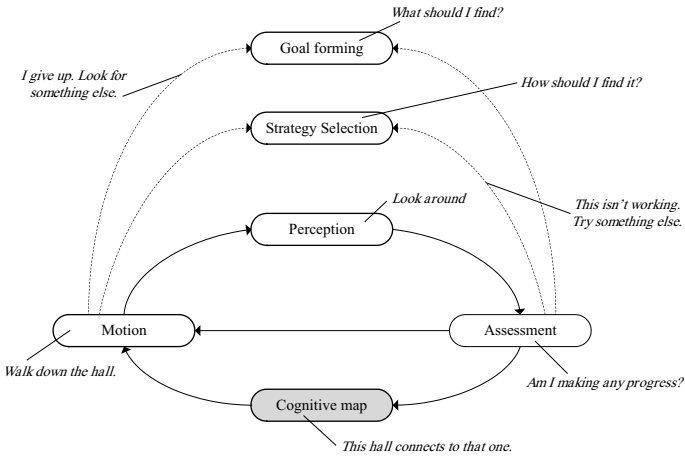 What should I find?
Goal forming
I give up. Look for
something else.
How should I find it?
Strategy Selection
Look around
This isn't working.
Try something else.
Perception
Motion
Assessment
Walk down the hall.
Am I making any progress?
Cognitive map
This hall connects to that one.